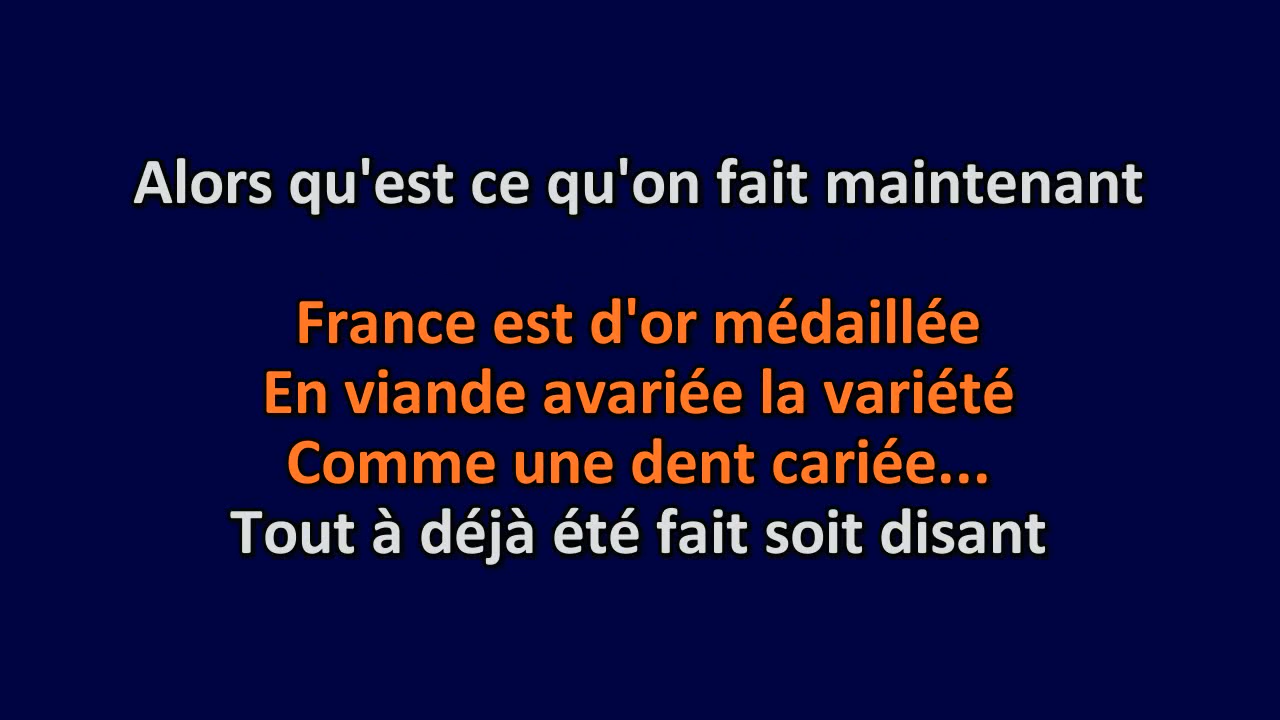 Alors qu'est ce qu'on fait maintenant
France est d'or médaillée
En viande avariée la variété
Comme une dent cariée...
Tout à déjà été fait soit disant